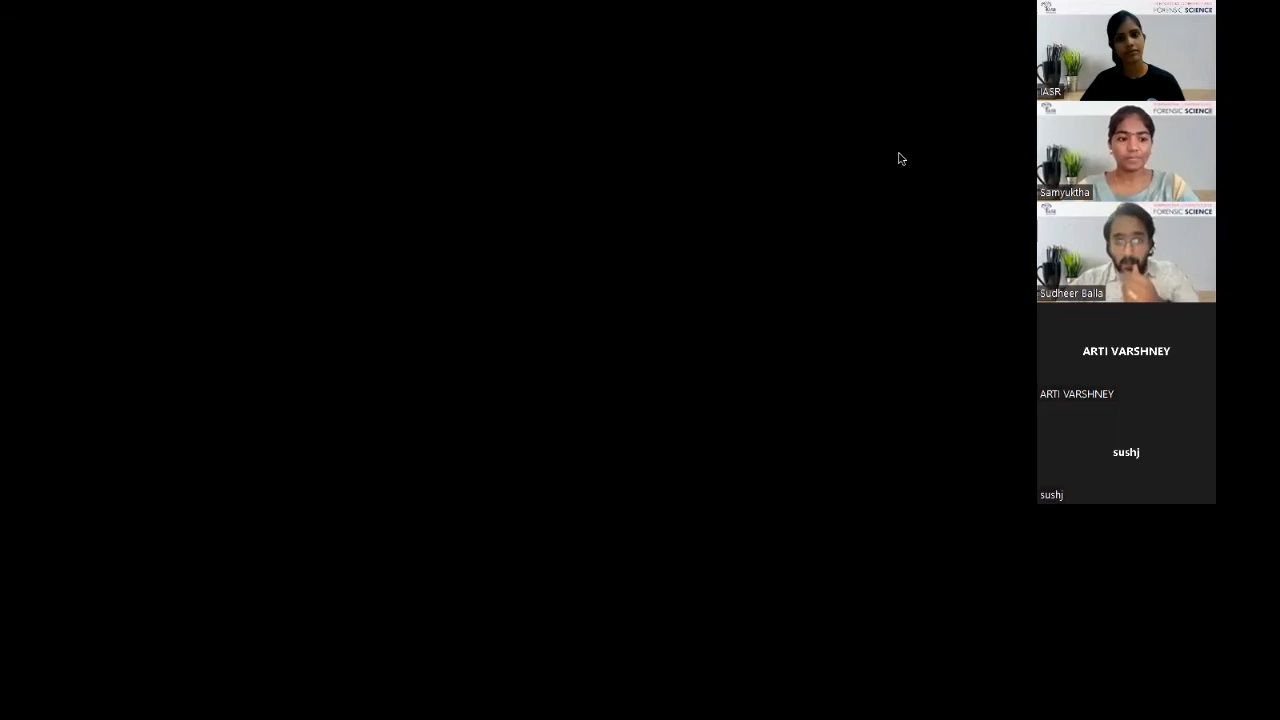 FORENSIC SCIENCE
IASR
FORENSIC SCIENCE
Samyuktha
FORENSIC SCIENCE
Sudheer Balla
ARTI VARSHNEY
ARTI VARSHNEY
sushj
sushj